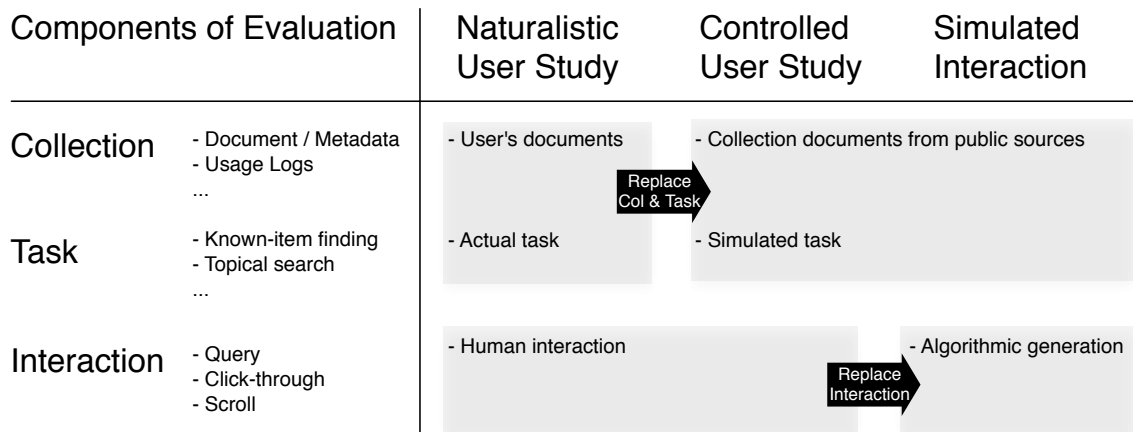 Components of Evaluation
Naturalistic
User Study
Controlled
User Study
Simulated
Interaction
Collection
- Document / Metadata
- Usage Logs
...
- User's documents
- Collection documents from public sources
Replace
Col & Task
Task
- Known-item finding
- Topical search
...
- Actual task
- Simulated task
Interaction
- Query
- Click-through
- Scroll
- Human interaction
Replace
Interaction
- Algorithmic generation